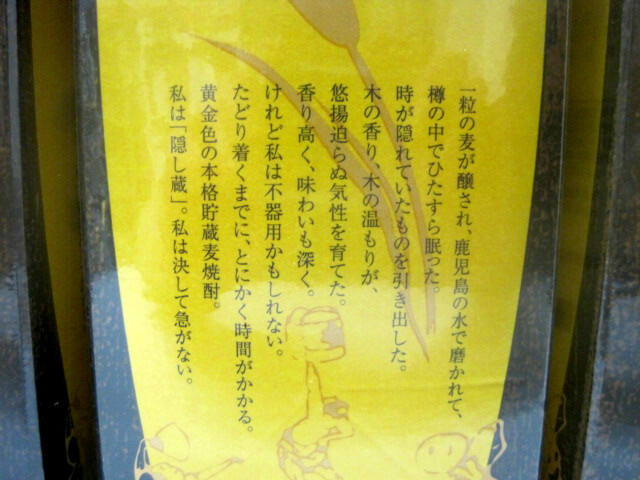 一粒の麦が醸され、鹿児島の水で磨かれて、
樽の中でひたすら眠った。
時が隠れていたものを引き出した。
木の香り、木の温もりが、
悠揚迫らぬ気性を育てた。
香り高く、味わいも深く。
けれど私は不器用かもしれない。
たどり着くまでに、とにかく時間がかかる。
黄金色の本格貯蔵麦焼酎。
私は「隠し蔵」。私は決して急がない。